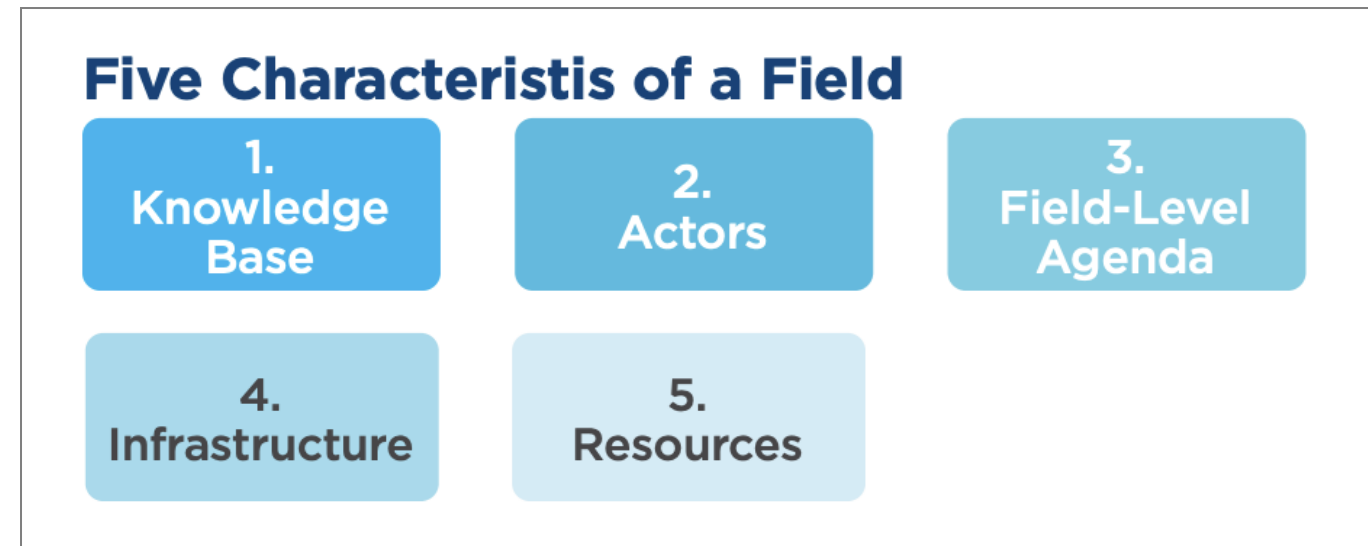 Five Characteristis of a Field
1.
Knowledge
Base
2.
Actors
3.
Field-Level
Agenda
4.
Infrastructure
5.
Resources